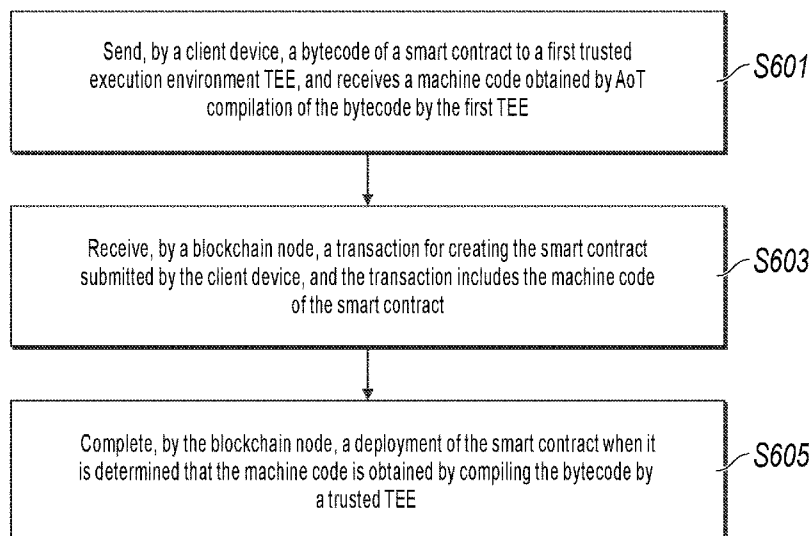 Send, by a client device, a bytecode of a smart contract to a first trusted
execution environment TEE, and receives a machine code obtained by AoT
compilation of the bytecode by the first TEE
S601
Receive, by a blockchain node, a transaction for creating the smart contract
submitted by the client device, and the transaction includes the machine code
of the smart contract
S603
Complete, by the blockchain node, a deployment of the smart contract when it
is determined that the machine code is obtained by compiling the bytecode by
a trusted TEE
S605